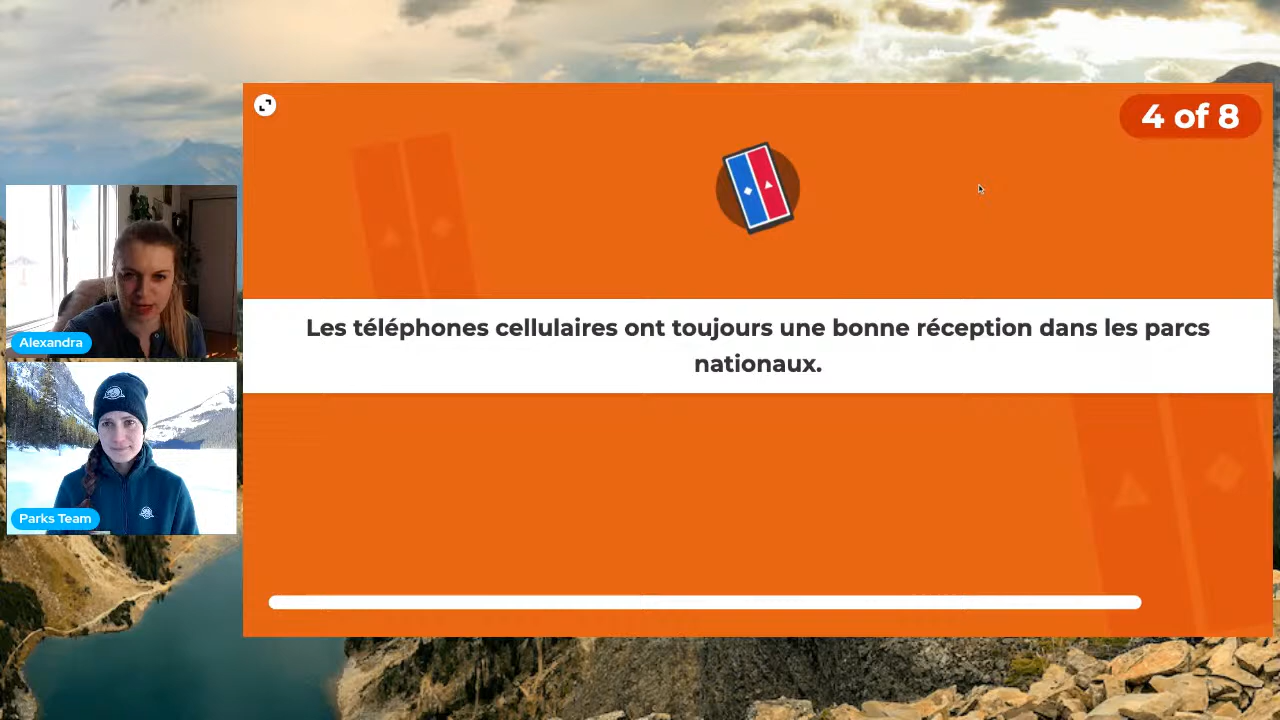 4 of 8
Les téléphones cellulaires ont toujours une bonne réception dans les parcs
nationaux.
Alexandra
Parks Team